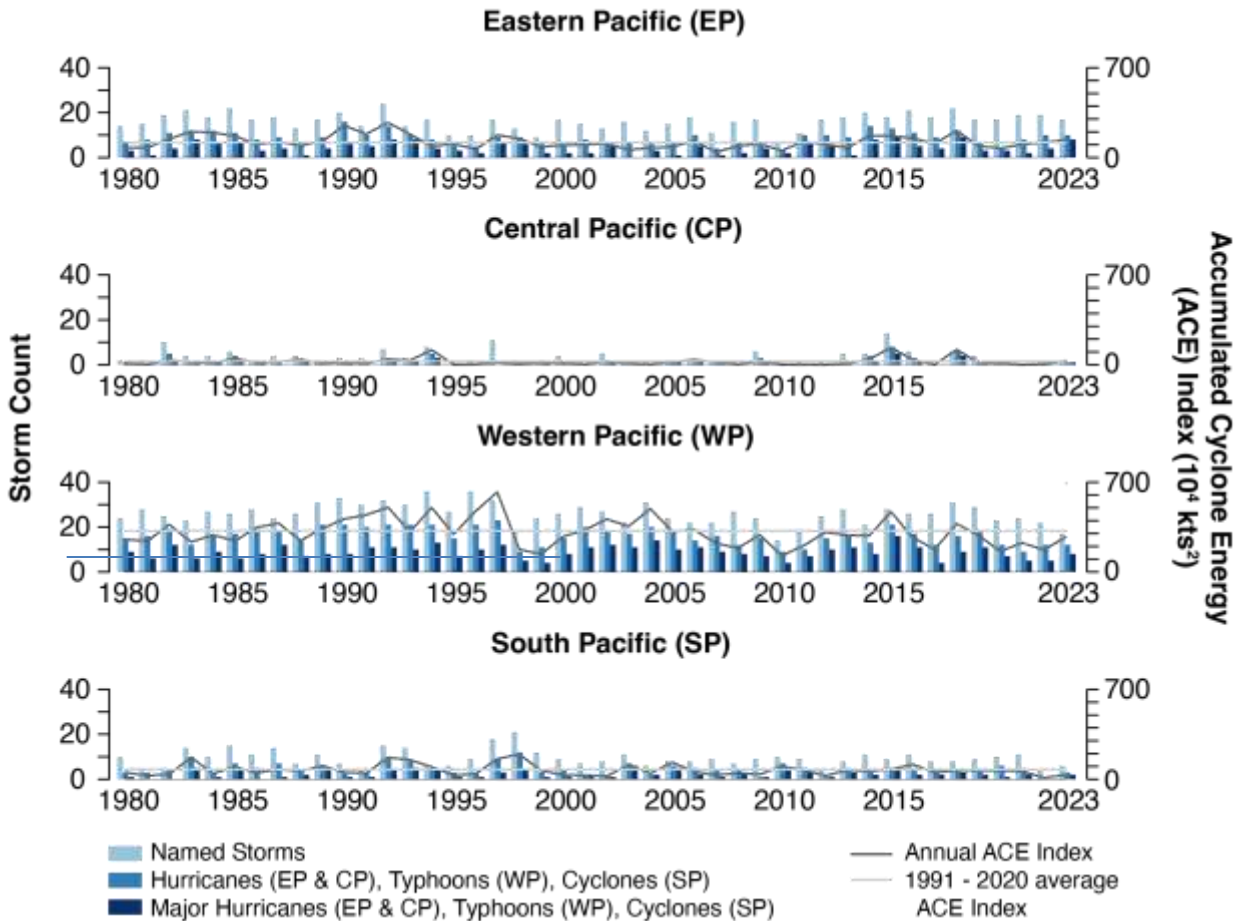 Eastern Pacific (EP)
40
20
0
700
0
1980 1985 1990 1995 2000 2005 2010 2015 2023
Central Pacific (CP)
40
20
0
700
0
1980 1985 1990 1995 2000 2005 2010 2015 2023
Storm Count
Accumulated Cyclone Energy
(ACE) Index (10⁴ kts²)
Western Pacific (WP)
40
20
0
700
0
1980 1985 1990 1995 2000 2005 2010 2015 2023
South Pacific (SP)
40
20
0
700
0
1980 1985 1990 1995 2000 2005 2010 2015 2023
Named Storms
Hurricanes (EP & CP), Typhoons (WP), Cyclones (SP)
Major Hurricanes (EP & CP), Typhoons (WP), Cyclones (SP)
Annual ACE Index
1991 - 2020 average
ACE Index